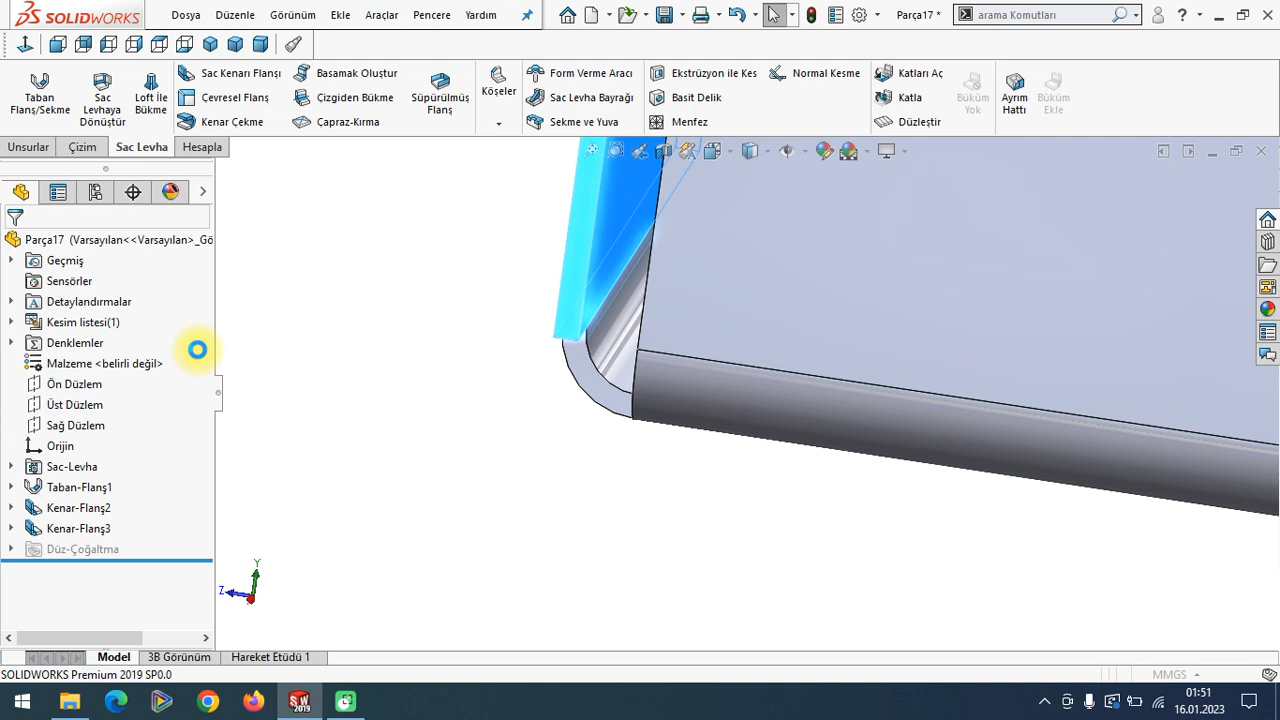 SOLIDWORKS Dosya Düzenle Görünüm Ekle Araçlar Pencere Yardım Parça17 * arama Komutları
Taban Flanş/Sekme
Sac Levhaya Dönüştür
Loft İle Bükme
Sac Kenarı Flanşı
Çevresel Flanş
Kenar Çekme
Basamak Oluştur
Çizgiden Bükme
Çaprazkırma
Süpürülmüş Flanş
Köşeler
Form Verme Aracı
Sac Levha Bayrağı
Sekme ve Yuva
Ekstrüzyon ile Kes
Basit Delik
Menfez
Normal Kesme
Katları Aç
Katla
Düzleştir
Büküm Yok
Ayrım Hattı
Büküm Ekle
Unsurlar Çizim Sac Levha Hesapla
Parça17 (Varsayılan<<Varsayılan>_Gö
Geçmiş
Sensörler
Detaylandırmalar
Kesim listesi(1)
Denklemler
Malzeme <belirli değil>
Ön Düzlem
Üst Düzlem
Sağ Düzlem
Orijin
Sac-Levha
Taban-Flanş1
Kenar-Flanş2
Kenar-Flanş3
Düz-Çoğaltma
Y
Z
Model 3B Görünüm Hareket Etüdü 1
SOLIDWORKS Premium 2019 SP0.0 MMGS
SW 2019
01:51
16.01.2023